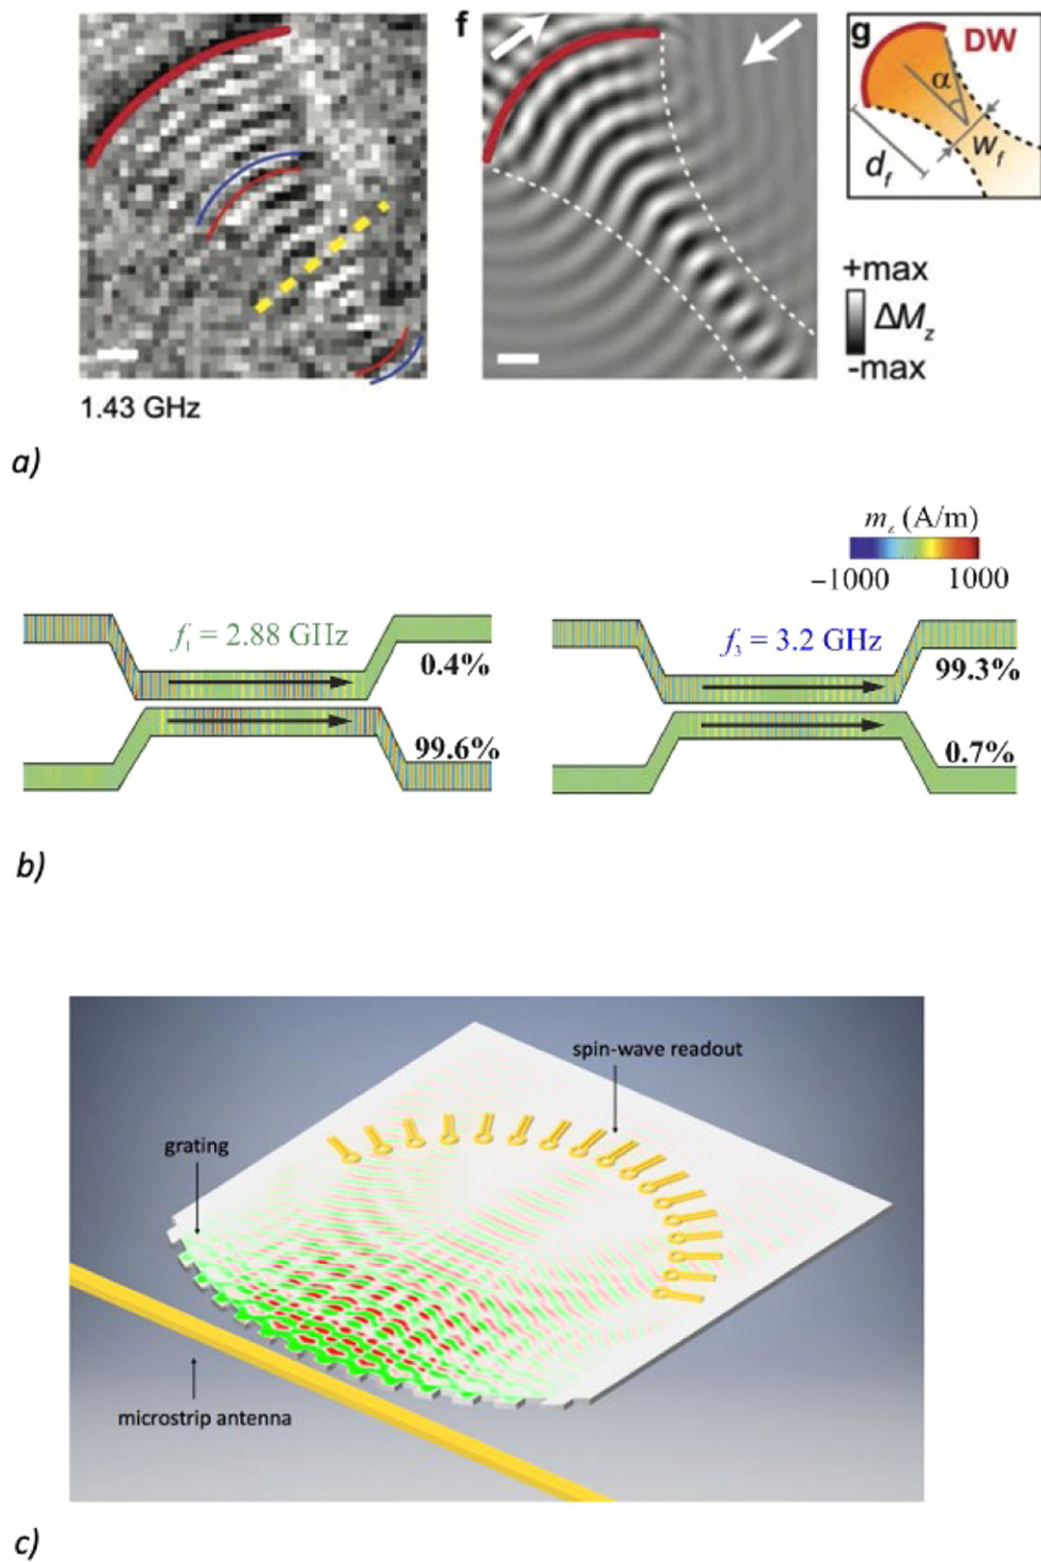 f
g
DW
α
w_f
d_f
+max
ΔM_z
-max
1.43 GHz
a)
m_z (A/m)
−1000 1000
f_1 = 2.88 GHz
0.4%
99.6%
f_3 = 3.2 GHz
99.3%
0.7%
b)
spin-wave readout
grating
microstrip antenna
c)